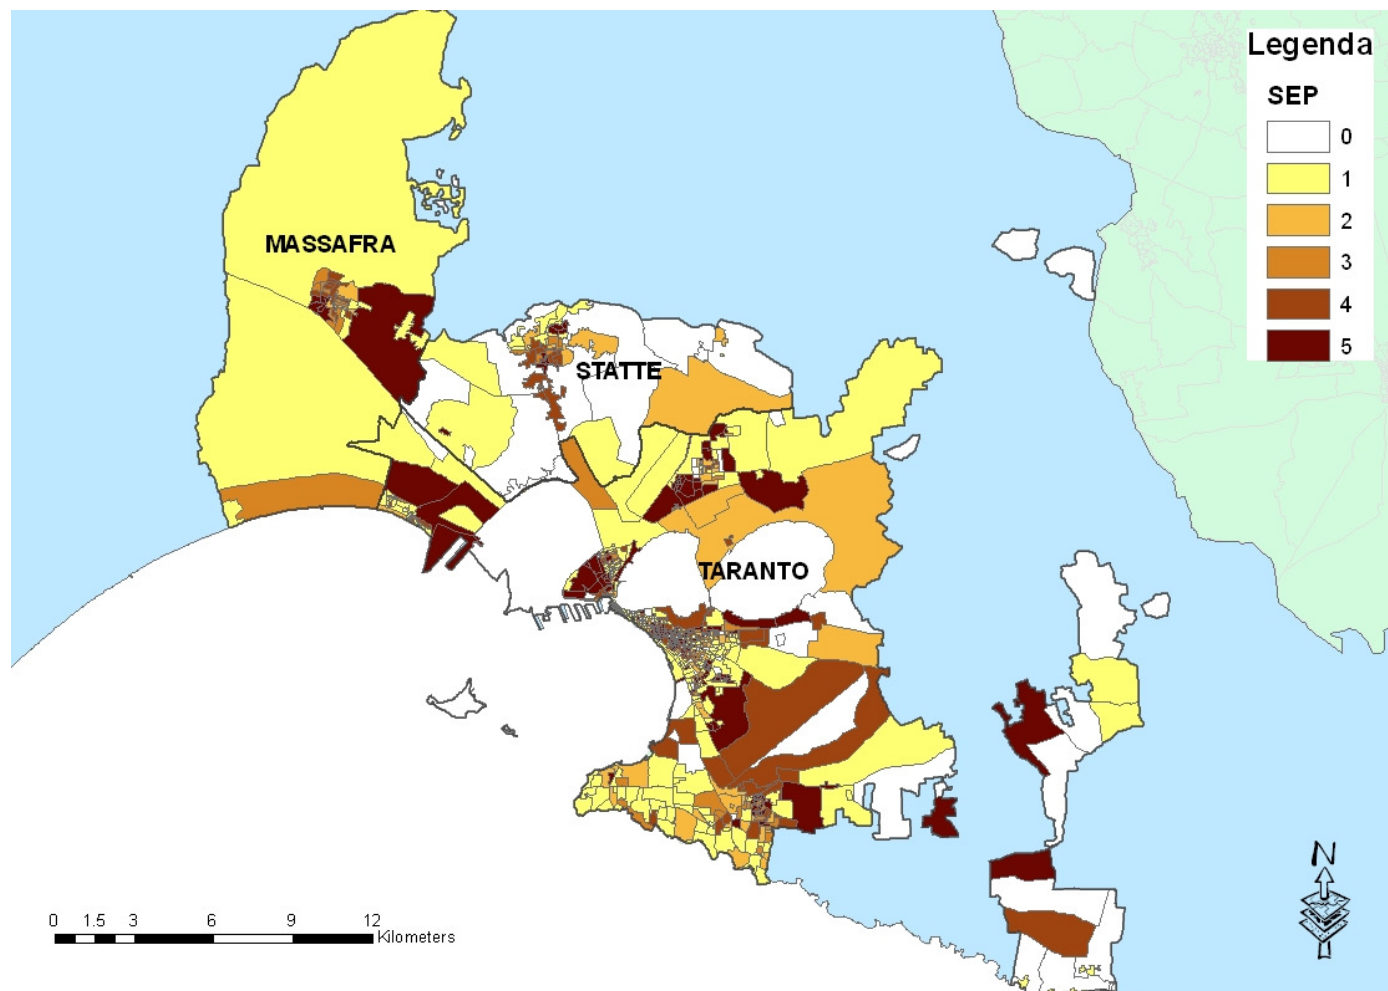 Legenda
SEP
0
1
2
3
4
5
MASSAFRA
STATTE
TARANTO
N
0 1.5 3 6 9 12
Kilometers